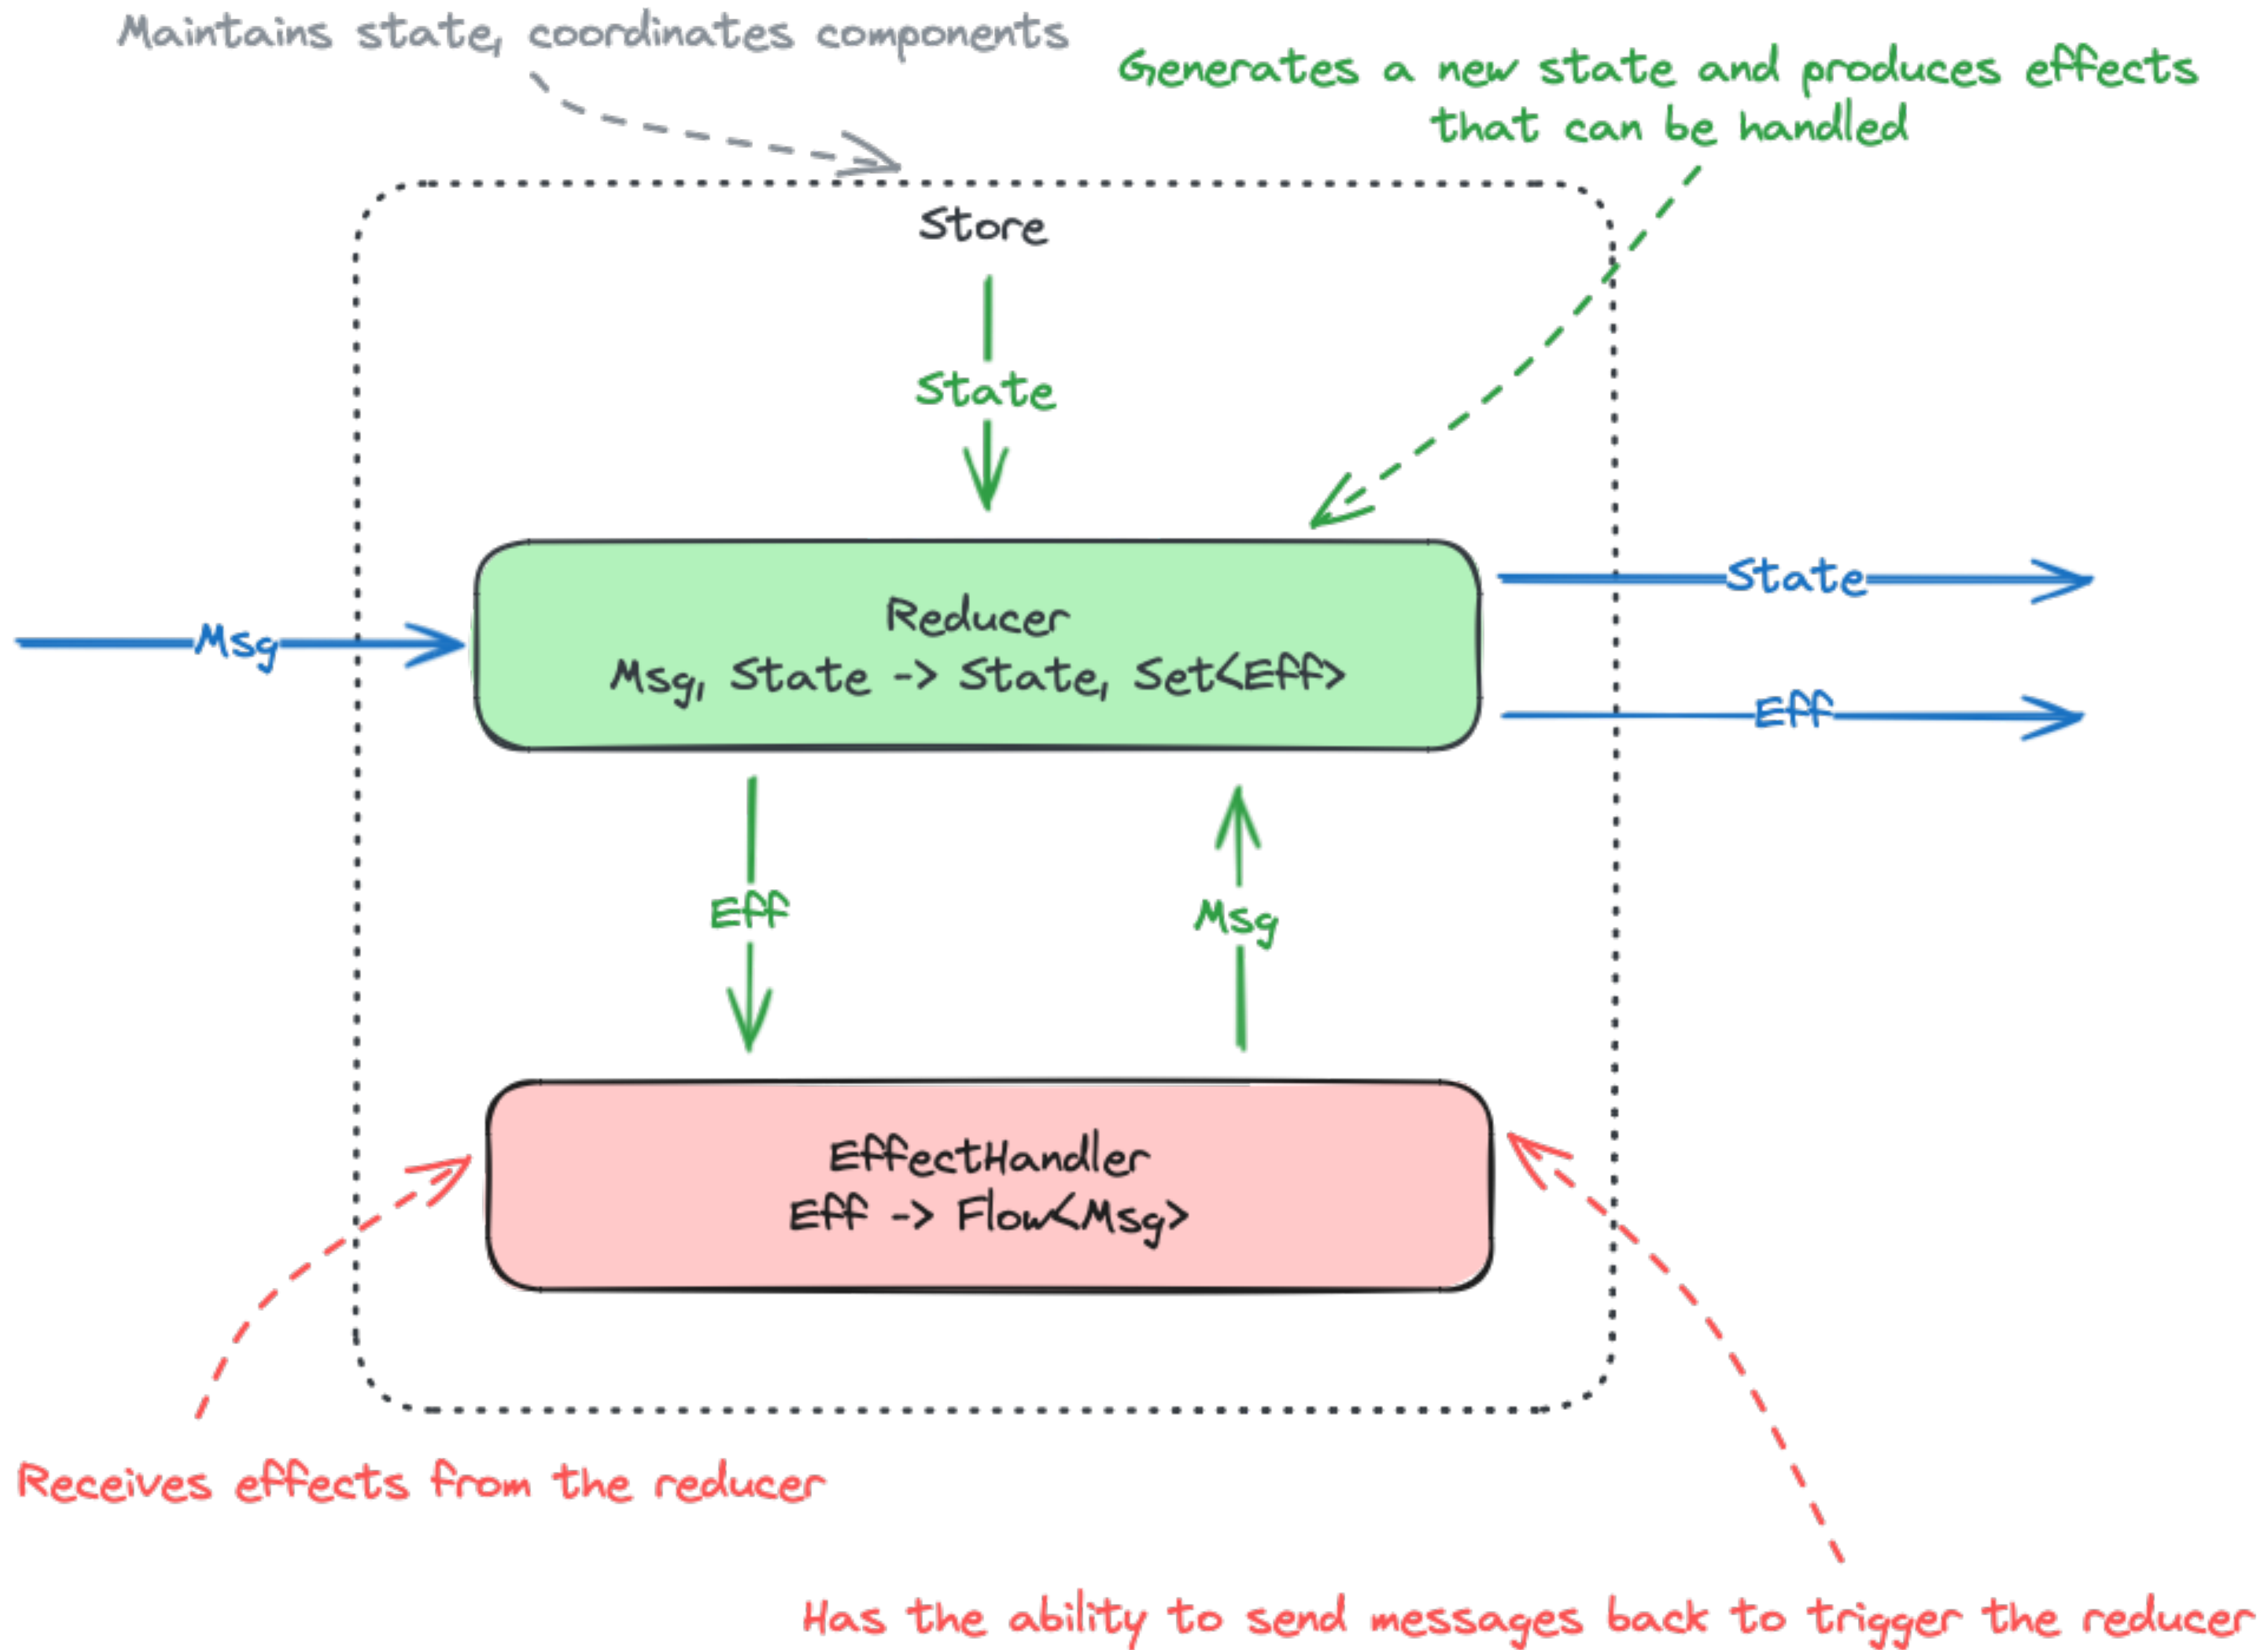 Maintains state, coordinates components
Generates a new state and produces effects
that can be handled
Store
State
Reducer
Msg, State -> State, Set<Eff>
Msg
State
Eff
Eff
Msg
EffectHandler
Eff -> Flow<Msg>
Receives effects from the reducer
Has the ability to send messages back to trigger the reducer